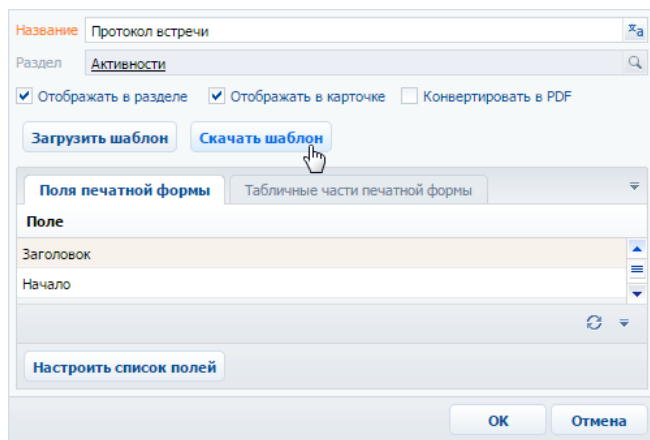 Название Протокол встречи
Раздел Активности
Отображать в разделе Отображать в карточке Конвертировать в PDF
Загрузить шаблон Скачать шаблон
Поля печатной формы Табличные части печатной формы
Поле
Заголовок
Начало
Настроить список полей
ОК Отмена